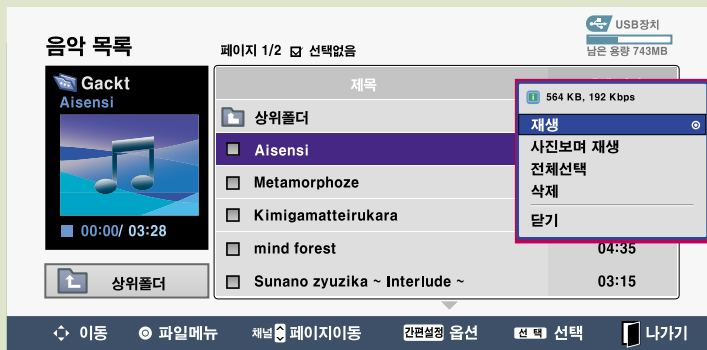 USB장치
음악 목록
페이지 1/2 선택없음
남은 용량 743MB
Gackt
Aisensi
00:00/ 03:28
상위폴더
제목
상위폴더
Aisensi
Metamorphoze
Kimigamatteirukara
mind forest
04:35
Sunano zyuzika ~ Interlude ~
03:15
564 KB, 192 Kbps
재생
사진보며 재생
전체선택
삭제
닫기
이동 파일메뉴 채널 페이지이동 간편설정 옵션 선택 선택 나가기